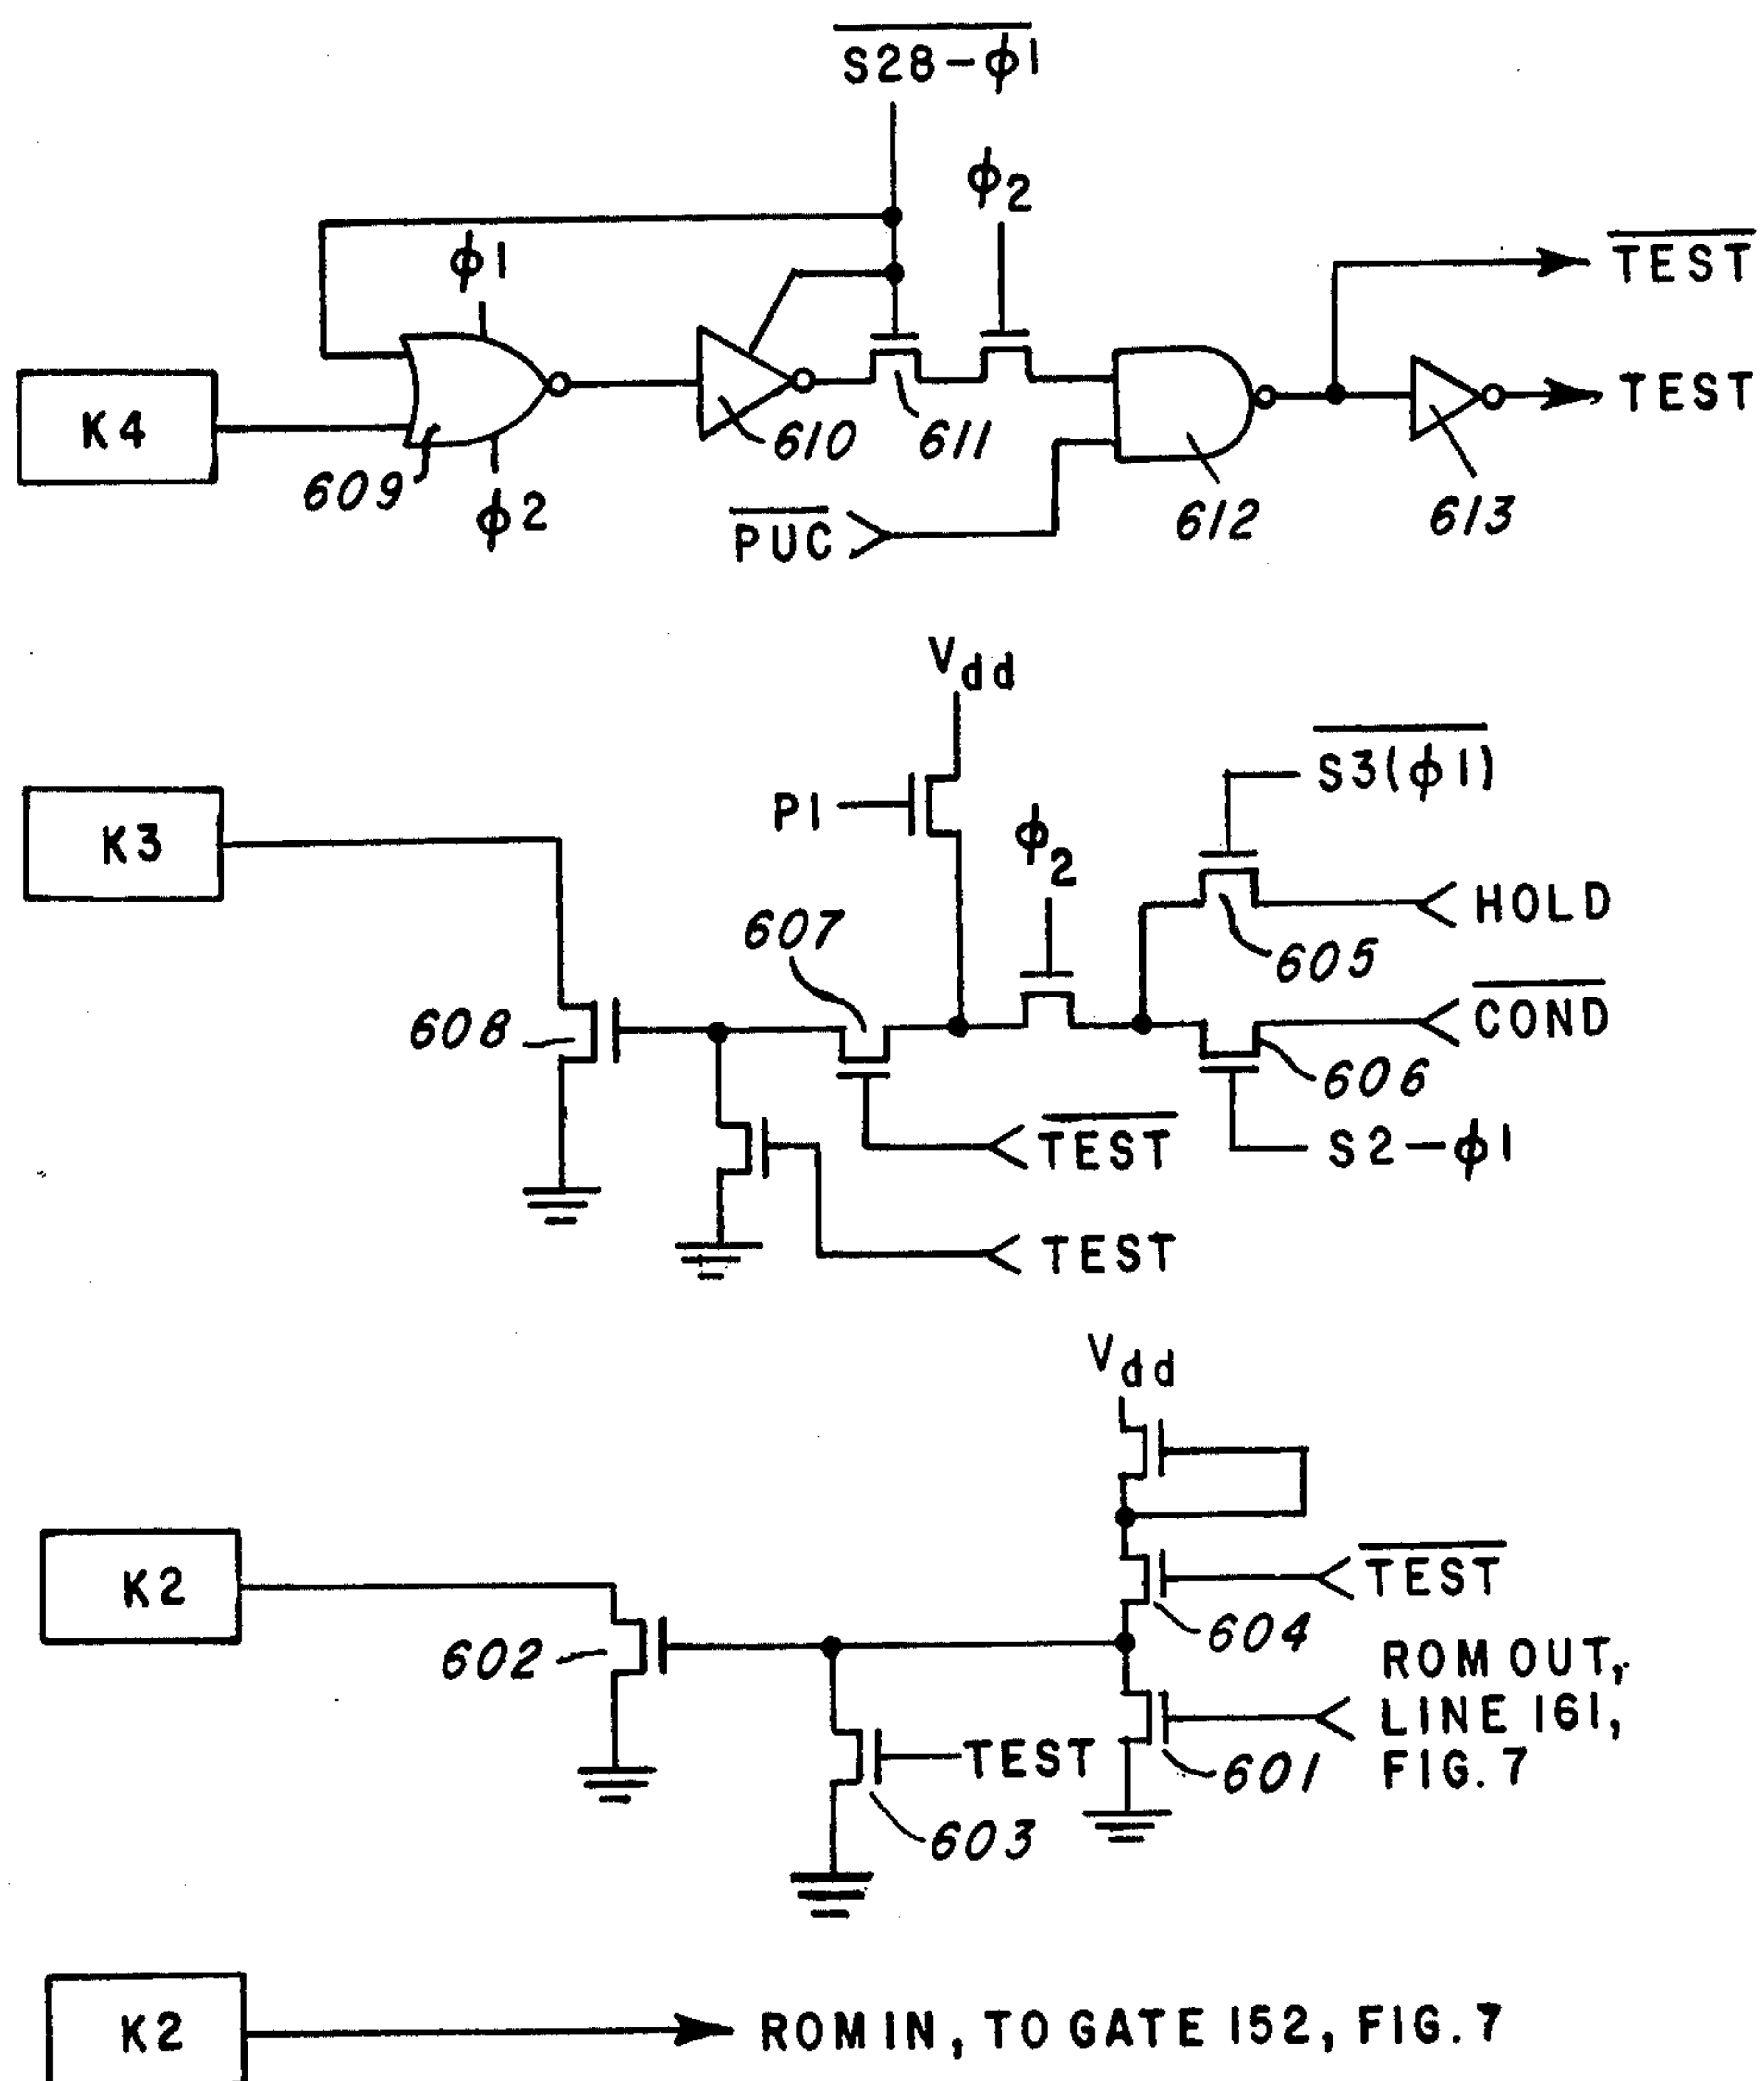 S28-ϕ1
ϕ2
ϕ1
TEST
K4
TEST
609
610
611
ϕ2
PUC
612
613
Vdd
S3(ϕ1)
P1
K3
ϕ2
HOLD
607
605
608
COND
606
TEST
S2-ϕ1
TEST
Vdd
K2
TEST
604
602
ROM OUT,
LINE 161,
FIG. 7
TEST
601
603
K2
ROM IN, TO GATE 152, FIG. 7